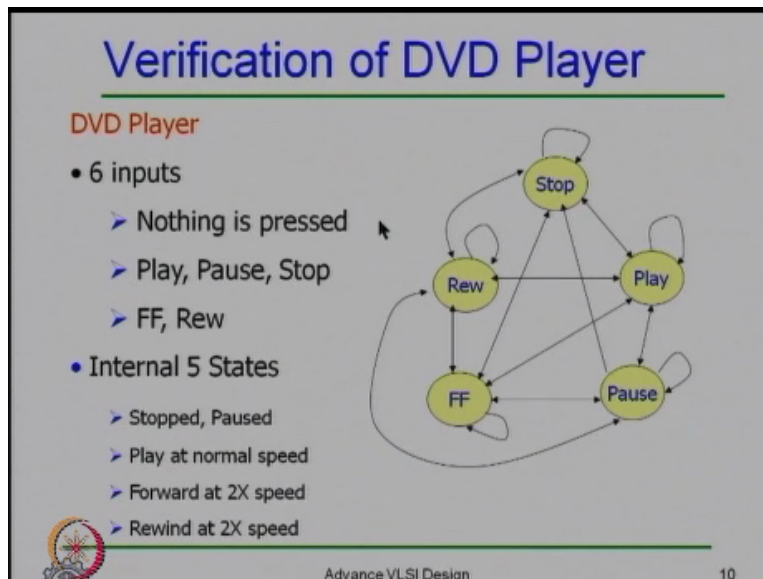 Verification of DVD Player
DVD Player
• 6 inputs
➤ Nothing is pressed
➤ Play, Pause, Stop
➤ FF, Rew
• Internal 5 States
➤ Stopped, Paused
➤ Play at normal speed
➤ Forward at 2X speed
➤ Rewind at 2X speed
Stop
Rew
Play
FF
Pause
Advance VLSI Design
10